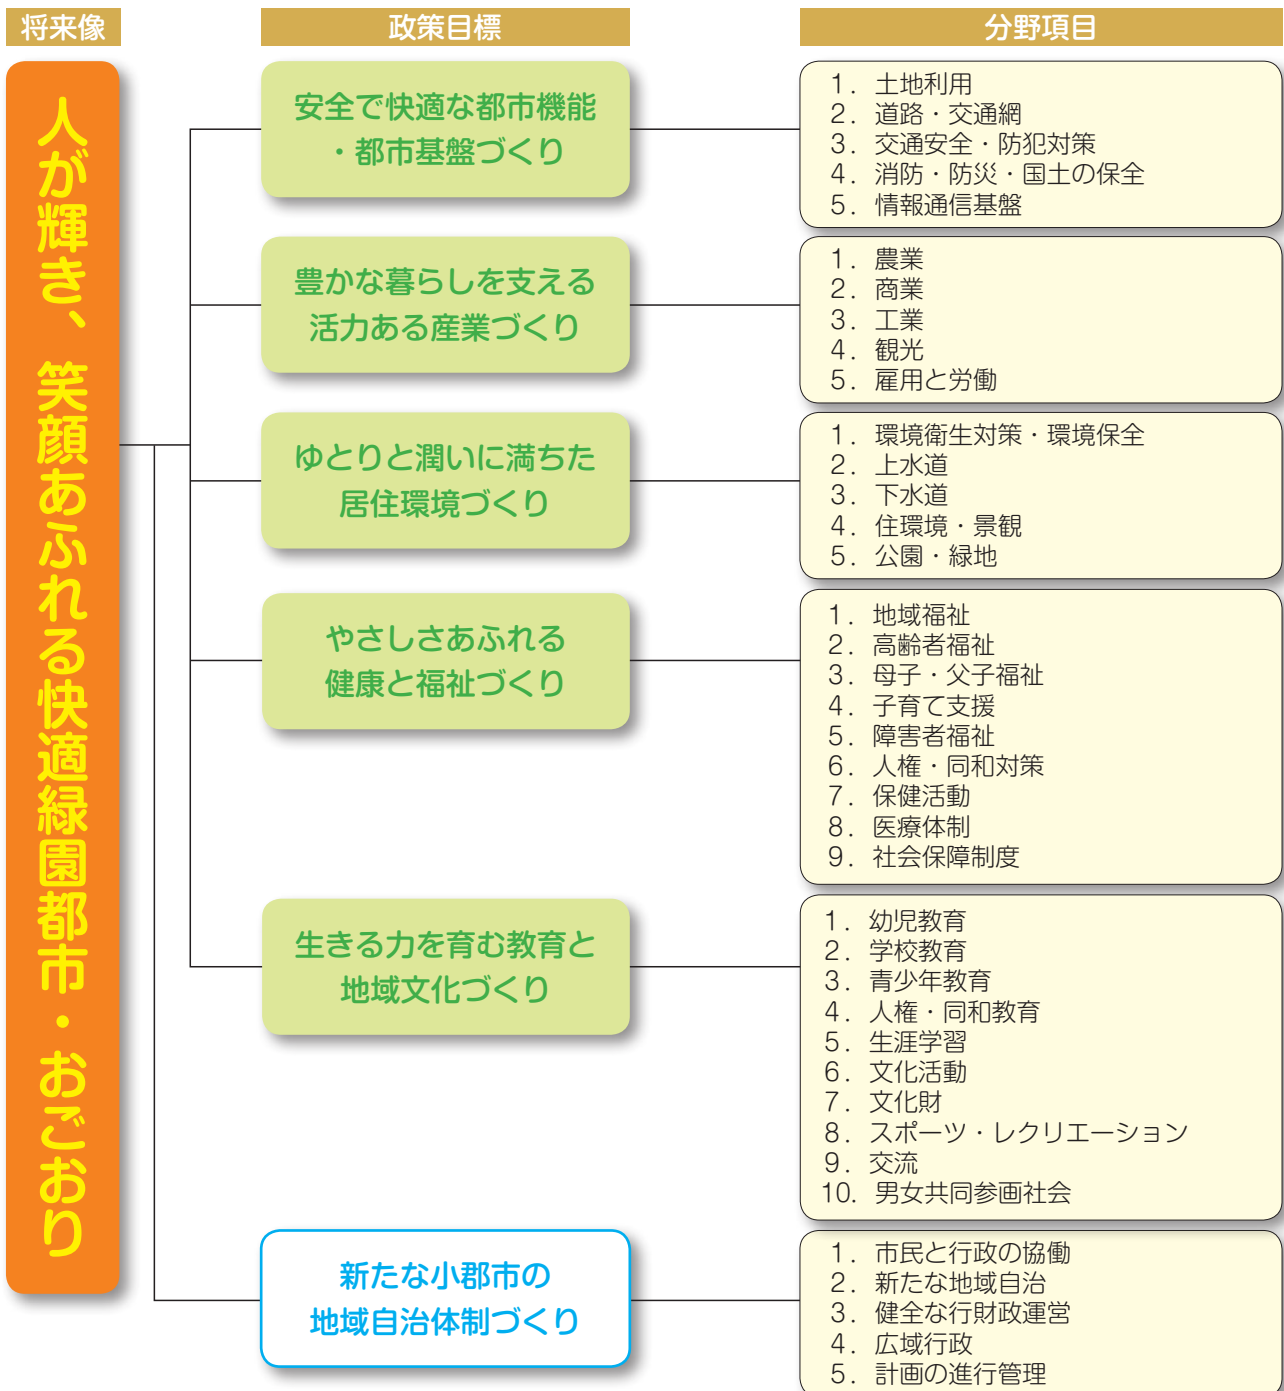 将来像
政策目標
分野項目
人が輝き、笑顔あふれる快適緑園都市・おごおり
安全で快適な都市機能
・都市基盤づくり
1. 土地利用
2. 道路・交通網
3. 交通安全・防犯対策
4. 消防・防災・国土の保全
5. 情報通信基盤
豊かな暮らしを支える
活力ある産業づくり
1. 農業
2. 商業
3. 工業
4. 観光
5. 雇用と労働
ゆとりと潤いに満ちた
居住環境づくり
1. 環境衛生対策・環境保全
2. 上水道
3. 下水道
4. 住環境・景観
5. 公園・緑地
やさしさあふれる
健康と福祉づくり
1. 地域福祉
2. 高齢者福祉
3. 母子・父子福祉
4. 子育て支援
5. 障害者福祉
6. 人権・同和対策
7. 保健活動
8. 医療体制
9. 社会保障制度
生きる力を育む教育と
地域文化づくり
1. 幼児教育
2. 学校教育
3. 青少年教育
4. 人権・同和教育
5. 生涯学習
6. 文化活動
7. 文化財
8. スポーツ・レクリエーション
9. 交流
10. 男女共同参画社会
新たな小郡市の
地域自治体制づくり
1. 市民と行政の協働
2. 新たな地域自治
3. 健全な行財政運営
4. 広域行政
5. 計画の進行管理